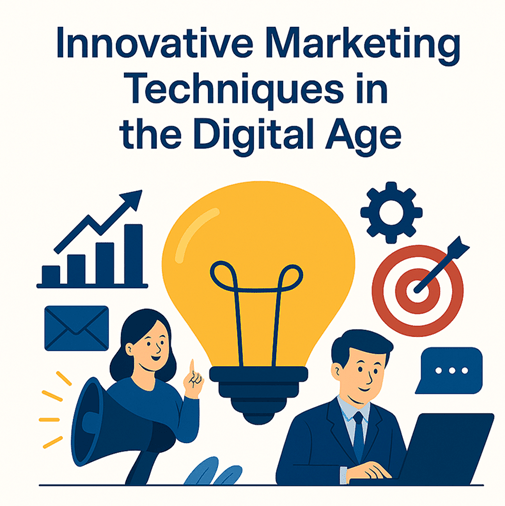 Innovative Marketing
Techniques in
the Digital Age